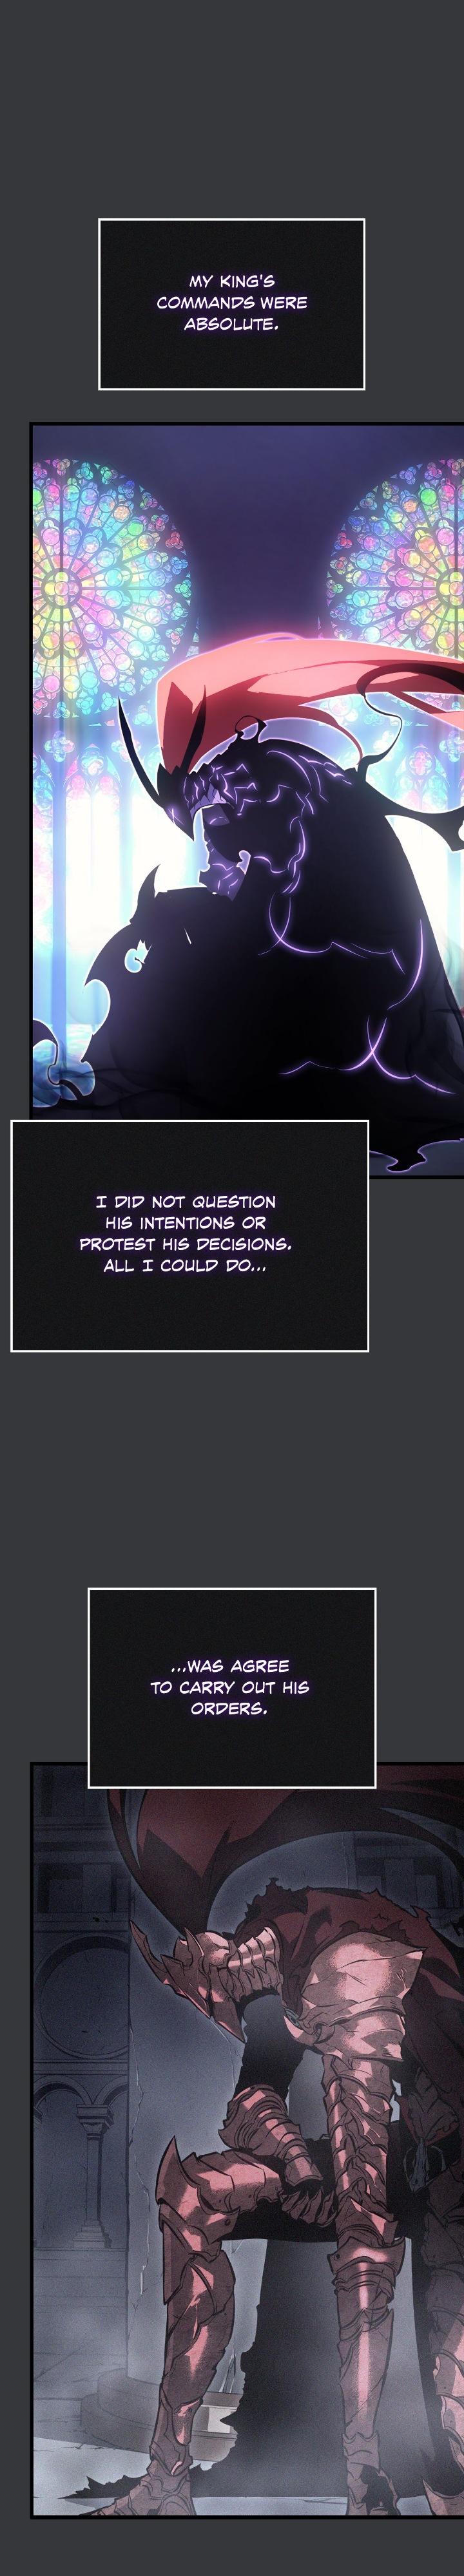 MY KING'S
COMMANDS WERE
ABSOLUTE.
I DID NOT QUESTION
HIS INTENTIONS OR
PROTEST HIS DECISIONS.
ALL I COULD DO...
...WAS AGREE
TO CARRY OUT HIS
ORDERS.